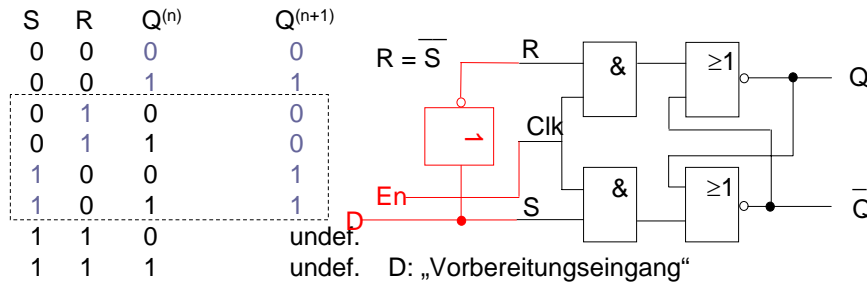 S R Q(n) Q(n+1)
0 0 0 0
0 0 1 1
0 1 0 0
0 1 1 0
1 0 0 1
1 0 1 1
1 1 0 undef.
1 1 1 undef.
R = S̅
R
&
≥1
Q
1
Clk
En
&
≥1
Q̅
D
S
D: „Vorbereitungseingang“